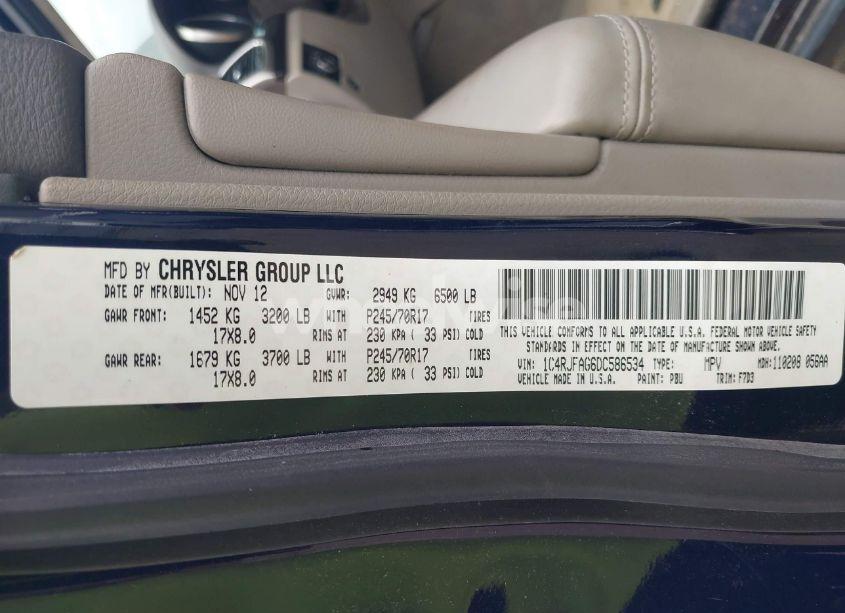 MFD BY CHRYSLER GROUP LLC
DATE OF MFR(BUILT): NOV 12 GVWR: 2949 KG 6500 LB
GAWR FRONT: 1452 KG 3200 LB WITH P245/70R17 TIRES
17X8.0 RIMS AT 230 KPA ( 33 PSI) COLD
GAWR REAR: 1679 KG 3700 LB WITH P245/70R17 TIRES
17X8.0 RIMS AT 230 KPA ( 33 PSI) COLD
THIS VEHICLE CONFORMS TO ALL APPLICABLE U.S.A. FEDERAL MOTOR VEHICLE SAFETY
STANDARDS IN EFFECT ON THE DATE OF MANUFACTURE SHOWN ABOVE.
VIN: 1C4RJFAG6DC586534 TYPE: MPV MDH: 110208 056AA
VEHICLE MADE IN U.S.A. PAINT: PBU TRIM: F7D3